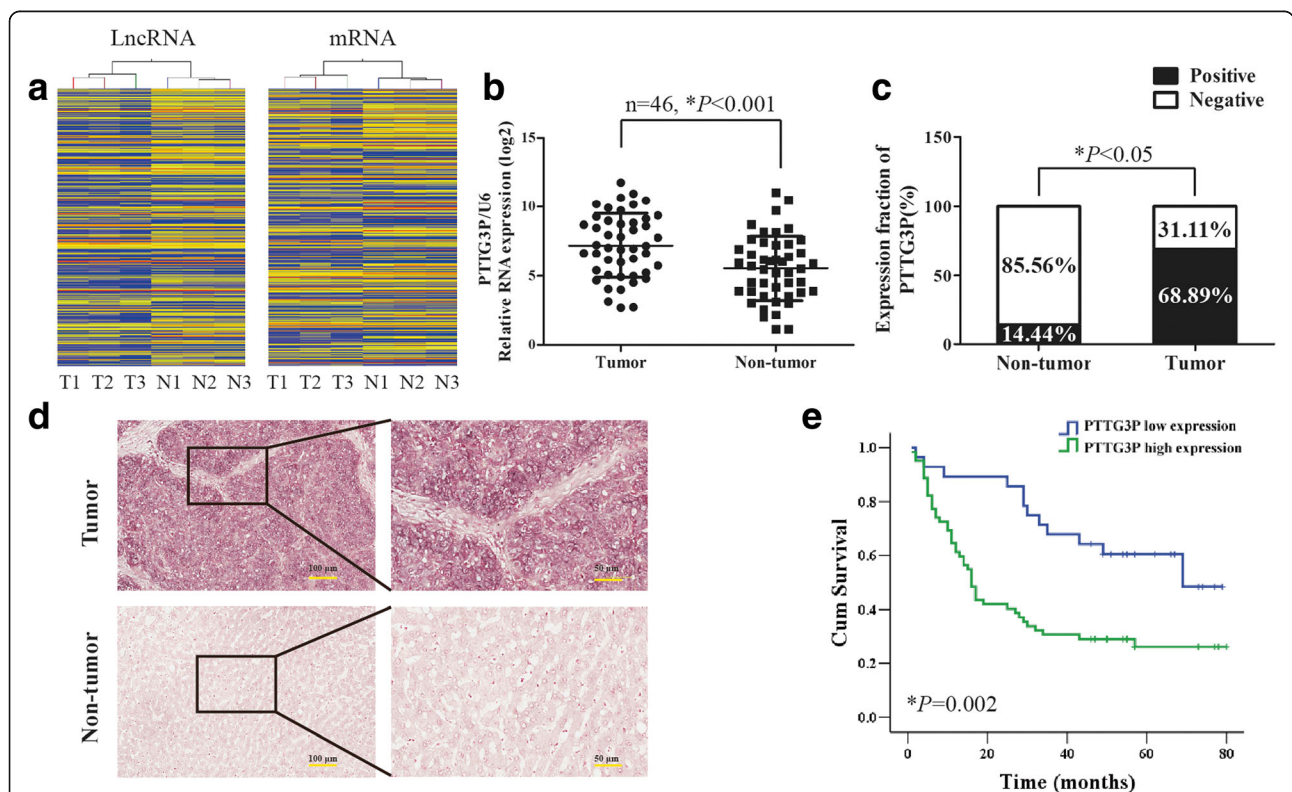 LncRNA
mRNA
a
T1 T2 T3 N1 N2 N3
T1 T2 T3 N1 N2 N3
b
n=46, *P<0.001
PTTG3P/U6
Relative RNA expression (log2)
15
10
5
0
Tumor
Non-tumor
c
Positive
Negative
*P<0.05
Expression fraction of
PTTG3P(%)
150
100
50
0
85.56%
14.44%
31.11%
68.89%
Non-tumor
Tumor
d
Tumor
100 µm
50 µm
Non-tumor
100 µm
50 µm
e
PTTG3P low expression
PTTG3P high expression
Cum Survival
1.0
0.8
0.6
0.4
0.2
0.0
*P=0.002
0 20 40 60 80
Time (months)